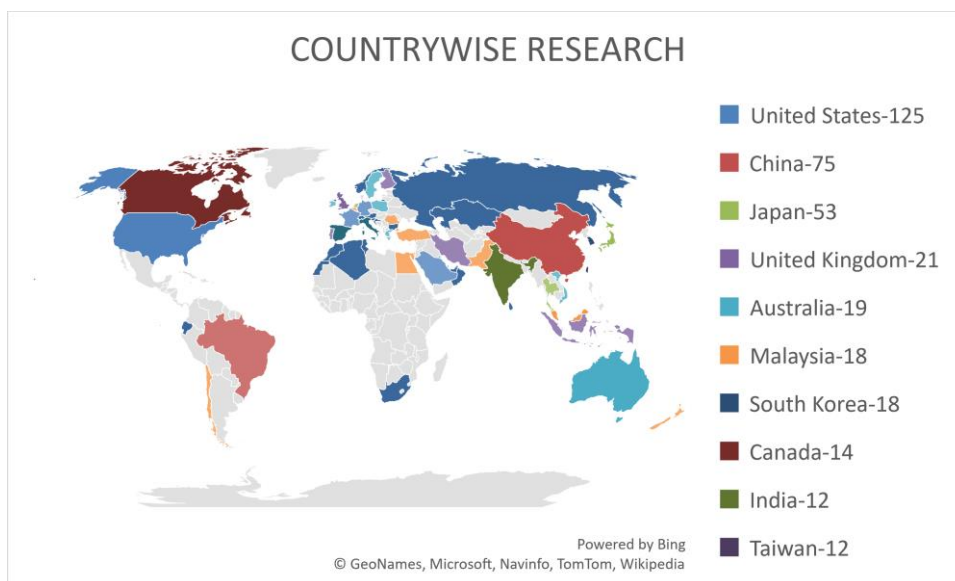 COUNTRYWISE RESEARCH
United States-125
China-75
Japan-53
United Kingdom-21
Australia-19
Malaysia-18
South Korea-18
Canada-14
India-12
Taiwan-12
Powered by Bing
© GeoNames, Microsoft, Navinfo, TomTom, Wikipedia